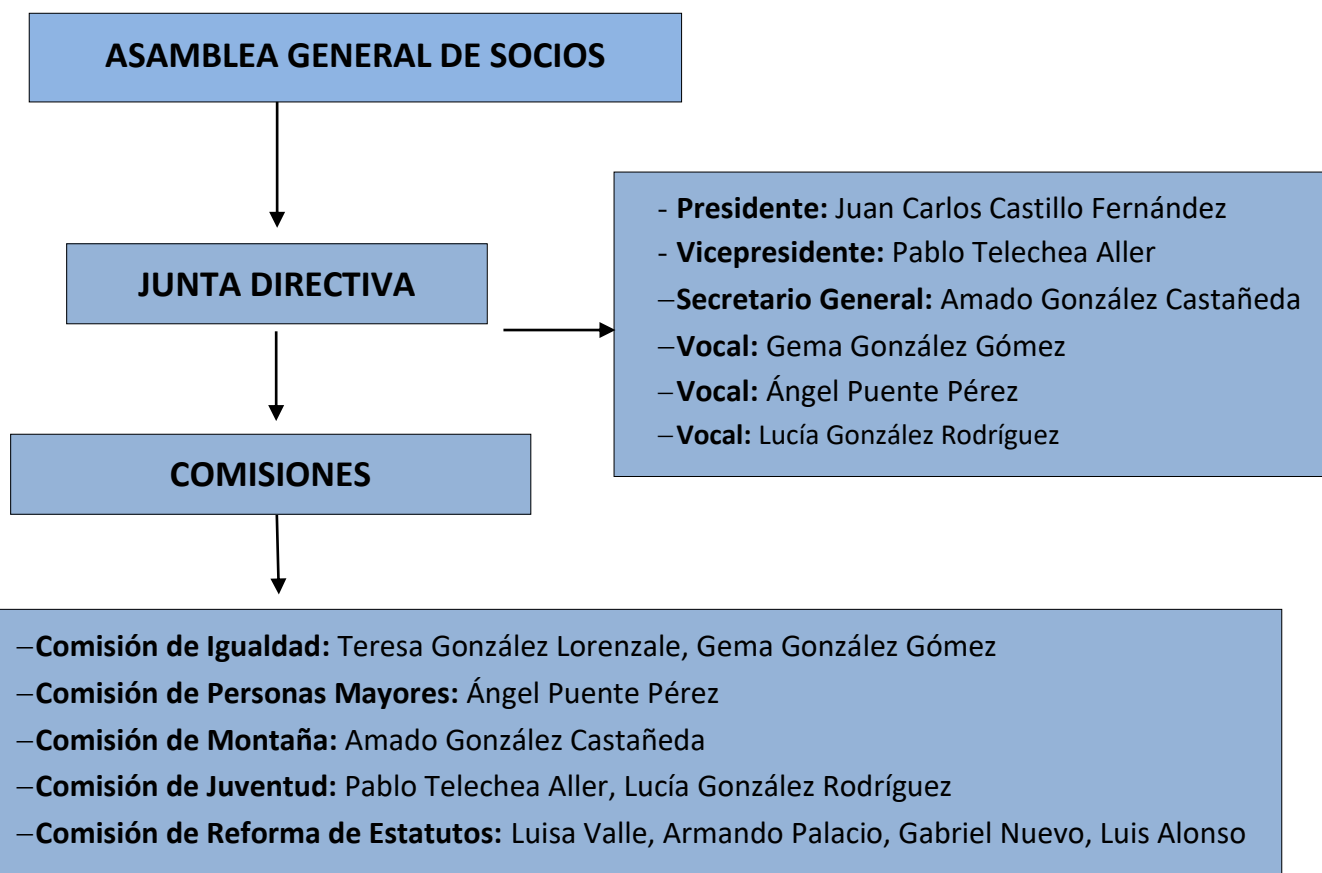 ASAMBLEA GENERAL DE SOCIOS
JUNTA DIRECTIVA
- Presidente: Juan Carlos Castillo Fernández
- Vicepresidente: Pablo Telechea Aller
−Secretario General: Amado González Castañeda
−Vocal: Gema González Gómez
−Vocal: Ángel Puente Pérez
−Vocal: Lucía González Rodríguez
COMISIONES
−Comisión de Igualdad: Teresa González Lorenzale, Gema González Gómez
−Comisión de Personas Mayores: Ángel Puente Pérez
−Comisión de Montaña: Amado González Castañeda
−Comisión de Juventud: Pablo Telechea Aller, Lucía González Rodríguez
−Comisión de Reforma de Estatutos: Luisa Valle, Armando Palacio, Gabriel Nuevo, Luis Alonso